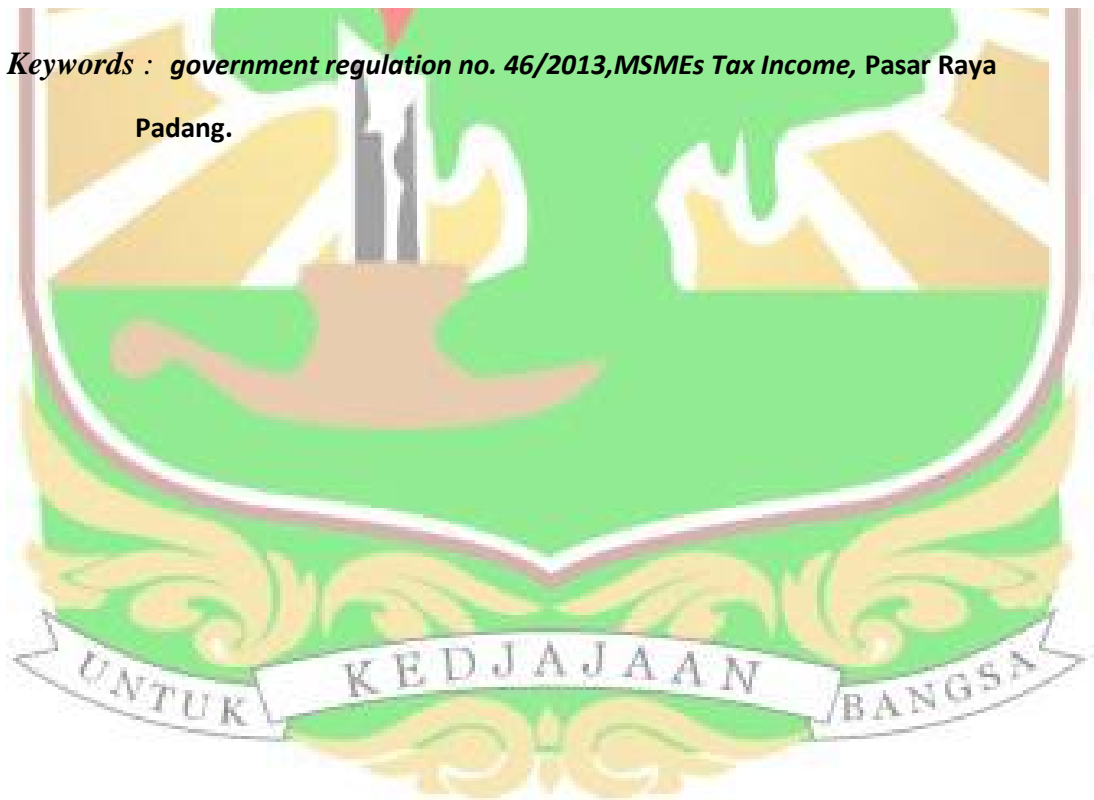 Keywords : government regulation no. 46/2013,MSMEs Tax Income, Pasar Raya
Padang.
UNTUK KEDJAJAAN BANGSA